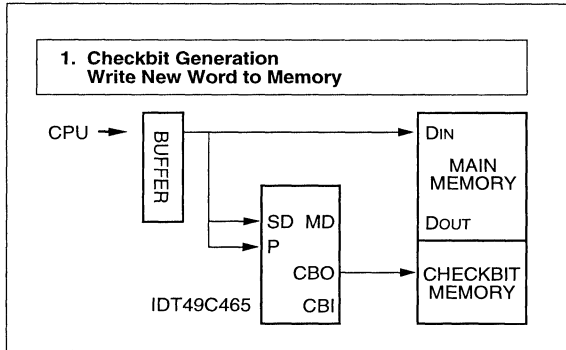 1. Checkbit Generation
Write New Word to Memory
CPU
BUFFER
DIN
MAIN
MEMORY
DOUT
SD MD
P
CBO
CBI
CHECKBIT
MEMORY
IDT49C465